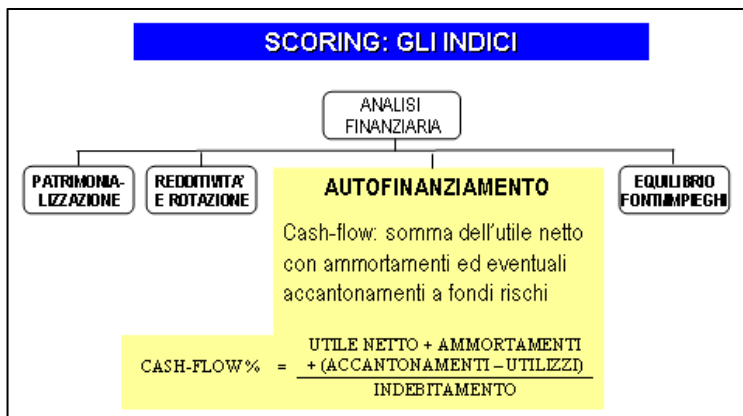 SCORING: GLI INDICI
ANALISI
FINANZIARIA
PATRIMONIA-
LIZZAZIONE
REDDITIVITA'
E ROTAZIONE
AUTOFINANZIAMENTO
Cash-flow: somma dell'utile netto
con ammortamenti ed eventuali
accantonamenti a fondi rischi
EQUILIBRIO
FONTI/IMPIEGHI
UTILE NETTO + AMMORTAMENTI
CASH-FLOW % = + (ACCANTONAMENTI – UTILIZZI)
INDEBITAMENTO